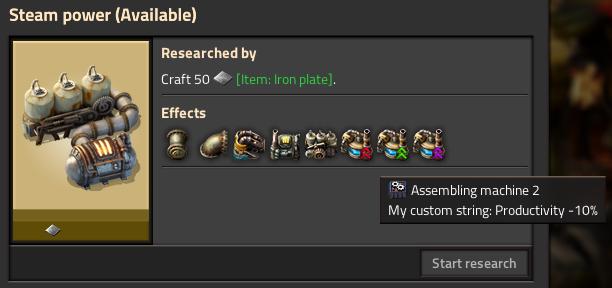 Steam power (Available)
Researched by
Craft 50 [Item: Iron plate].
Effects
Assembling machine 2
My custom string: Productivity -10%
Start research